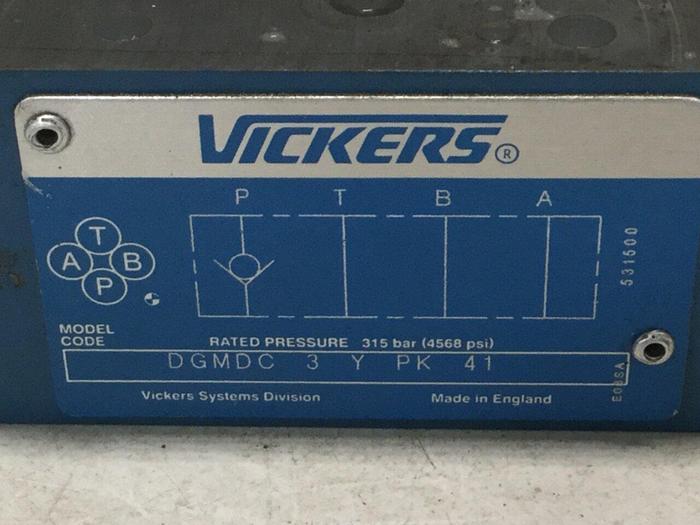 VICKERS®
P T B A
T
A B
P
531500
MODEL
CODE
RATED PRESSURE 315 bar (4568 psi)
DGMDC 3 Y PK 41
Vickers Systems Division Made in England